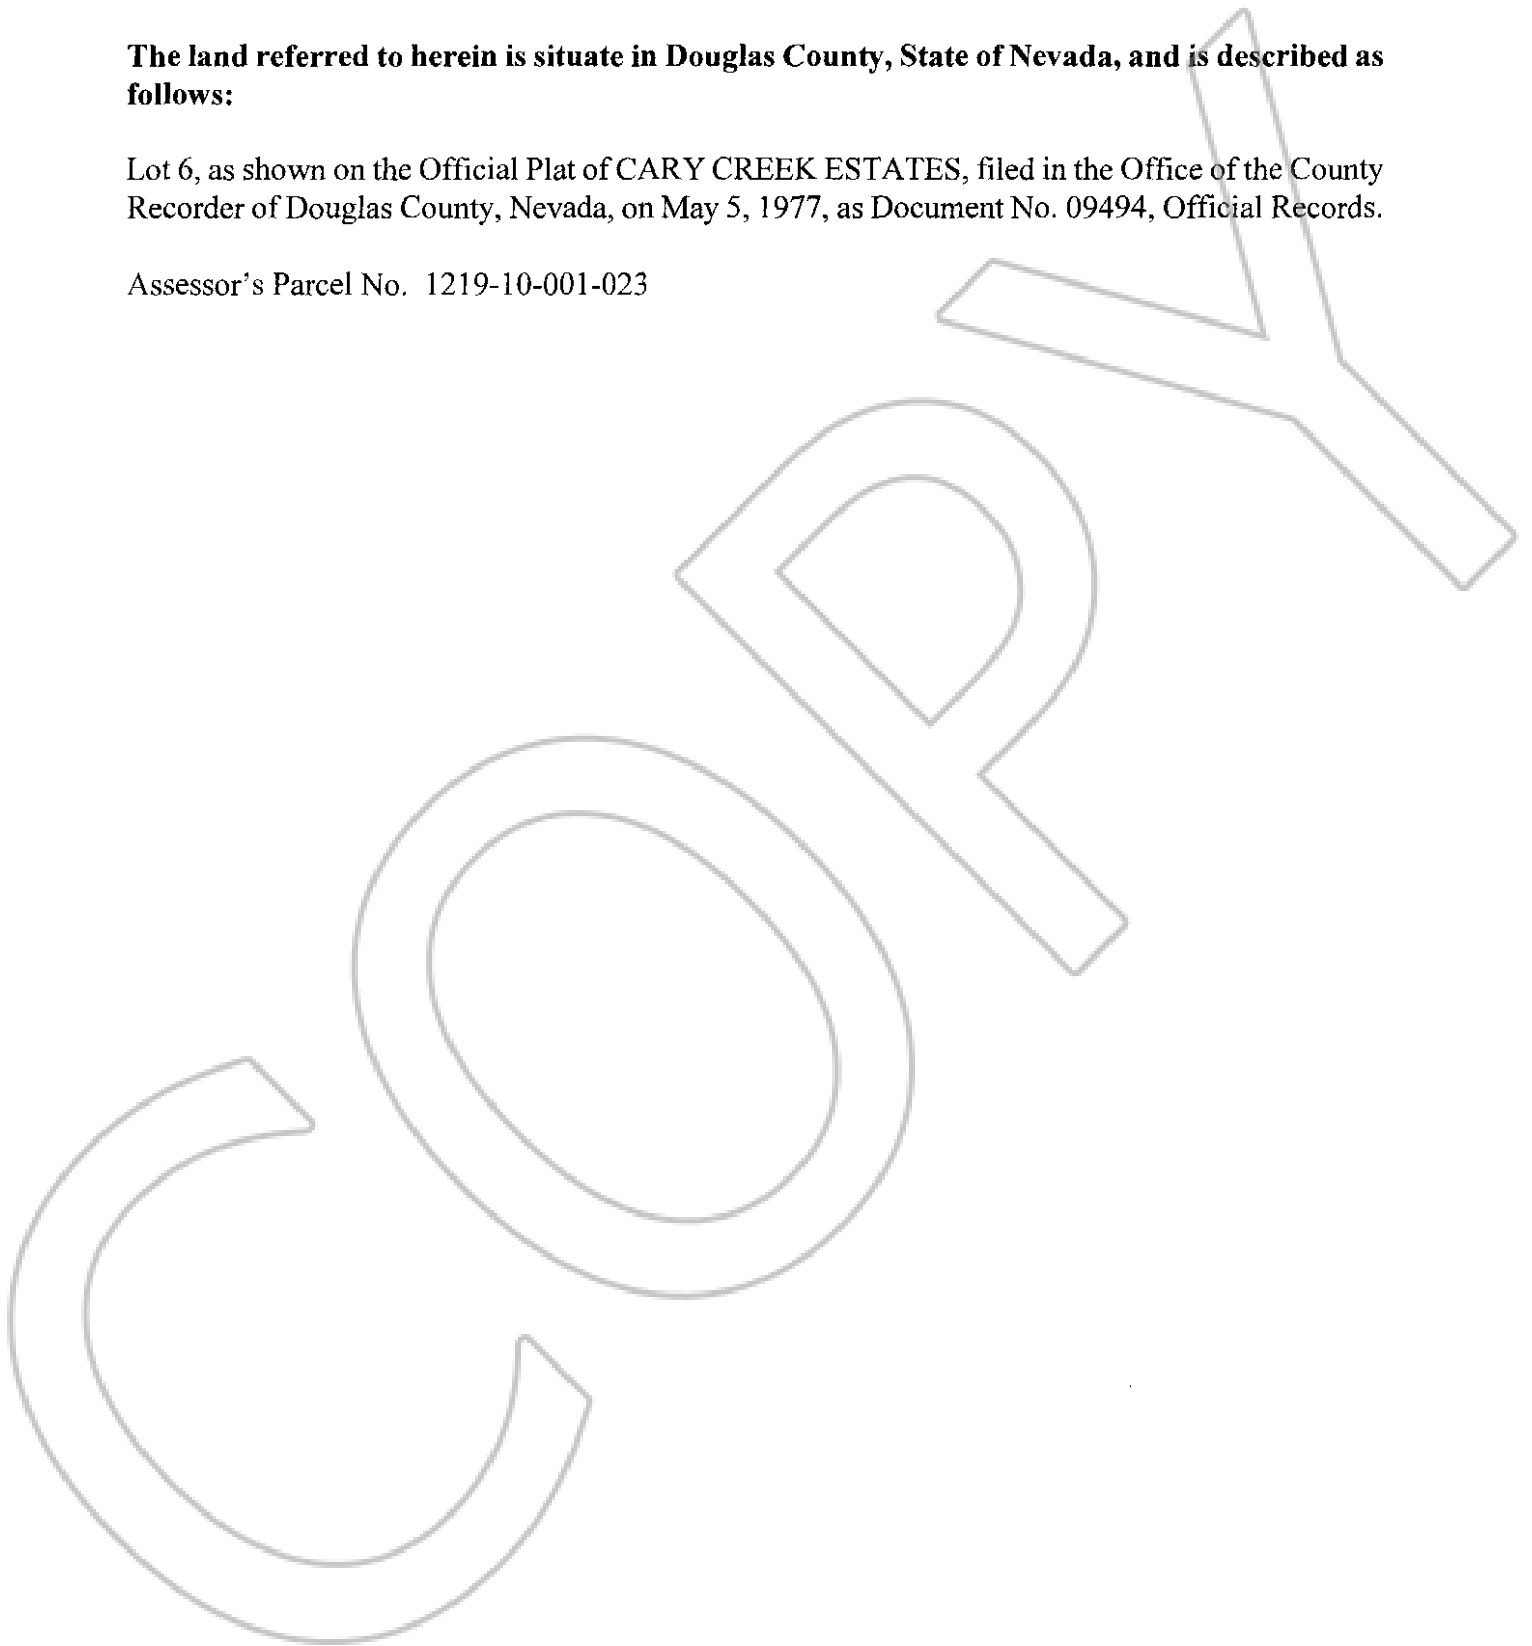 The land referred to herein is situate in Douglas County, State of Nevada, and is described as
follows:
Lot 6, as shown on the Official Plat of CARY CREEK ESTATES, filed in the Office of the County
Recorder of Douglas County, Nevada, on May 5, 1977, as Document No. 09494, Official Records.
Assessor's Parcel No. 1219-10-001-023
COPY